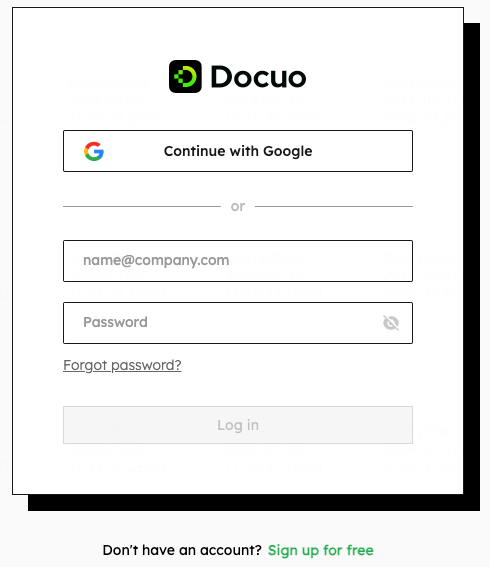 Docuo
Continue with Google
or
name@company.com
Password
Forgot password?
Log in
Don't have an account? Sign up for free